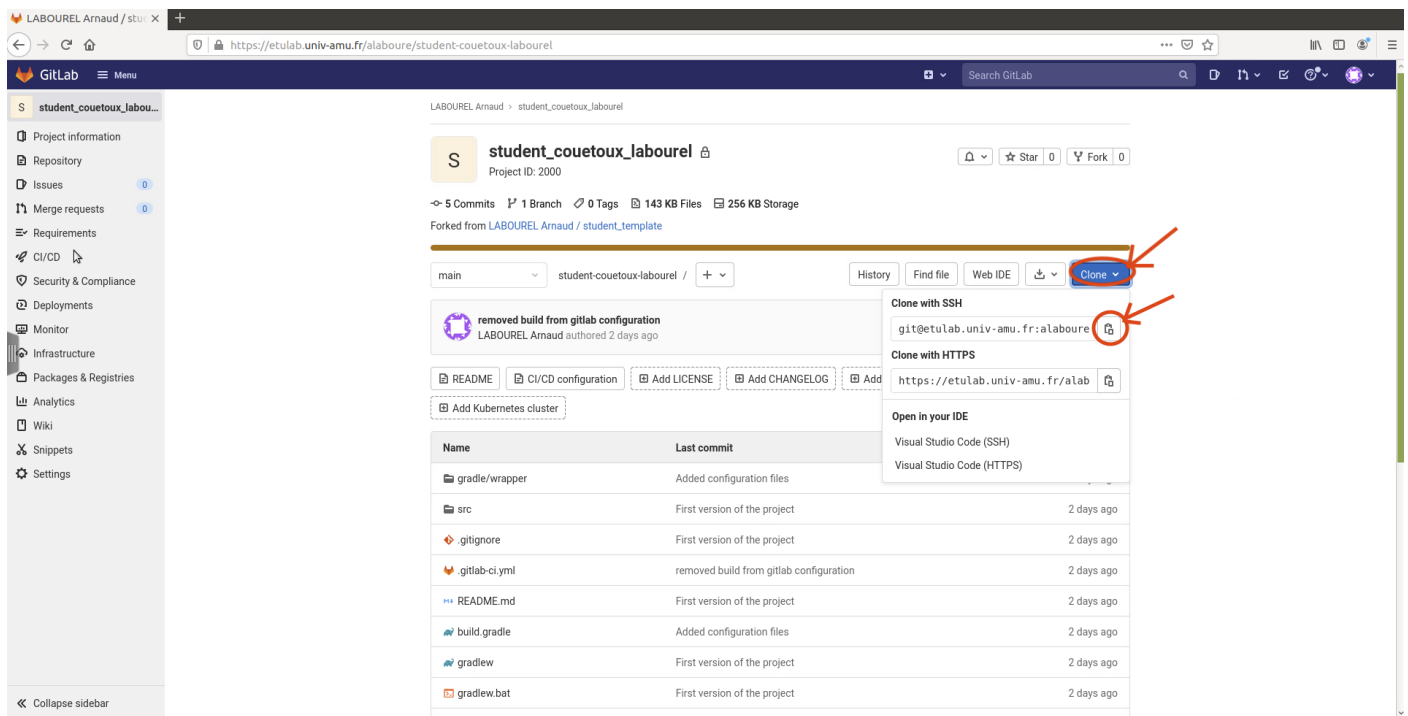 LABOUREL Arnaud / stu
https://etulab.univ-amu.fr/alaboure/student-couetoux-labourel
GitLab Menu Search GitLab
S student_couetoux_labou...
Project information
Repository
Issues 0
Merge requests 0
Requirements
CI/CD
Security & Compliance
Deployments
Monitor
Infrastructure
Packages & Registries
Analytics
Wiki
Snippets
Settings
Collapse sidebar
LABOUREL Arnaud > student_couetoux_labourel
S
student_couetoux_labourel
Project ID: 2000
Star 0 Fork 0
5 Commits 1 Branch 0 Tags 143 KB Files 256 KB Storage
Forked from LABOUREL Arnaud / student_template
main student-couetoux-labourel / + History Find file Web IDE Clone
removed build from gitlab configuration
LABOUREL Arnaud authored 2 days ago
Clone with SSH
git@etulab.univ-amu.fr:alaboure
Clone with HTTPS
https://etulab.univ-amu.fr/alab
Open in your IDE
Visual Studio Code (SSH)
Visual Studio Code (HTTPS)
README CI/CD configuration Add LICENSE Add CHANGELOG Add
Add Kubernetes cluster
Name Last commit
gradle/wrapper Added configuration files
src First version of the project 2 days ago
.gitignore First version of the project 2 days ago
.gitlab-ci.yml removed build from gitlab configuration 2 days ago
README.md First version of the project 2 days ago
build.gradle Added configuration files 2 days ago
gradlew First version of the project 2 days ago
gradlew.bat First version of the project 2 days ago